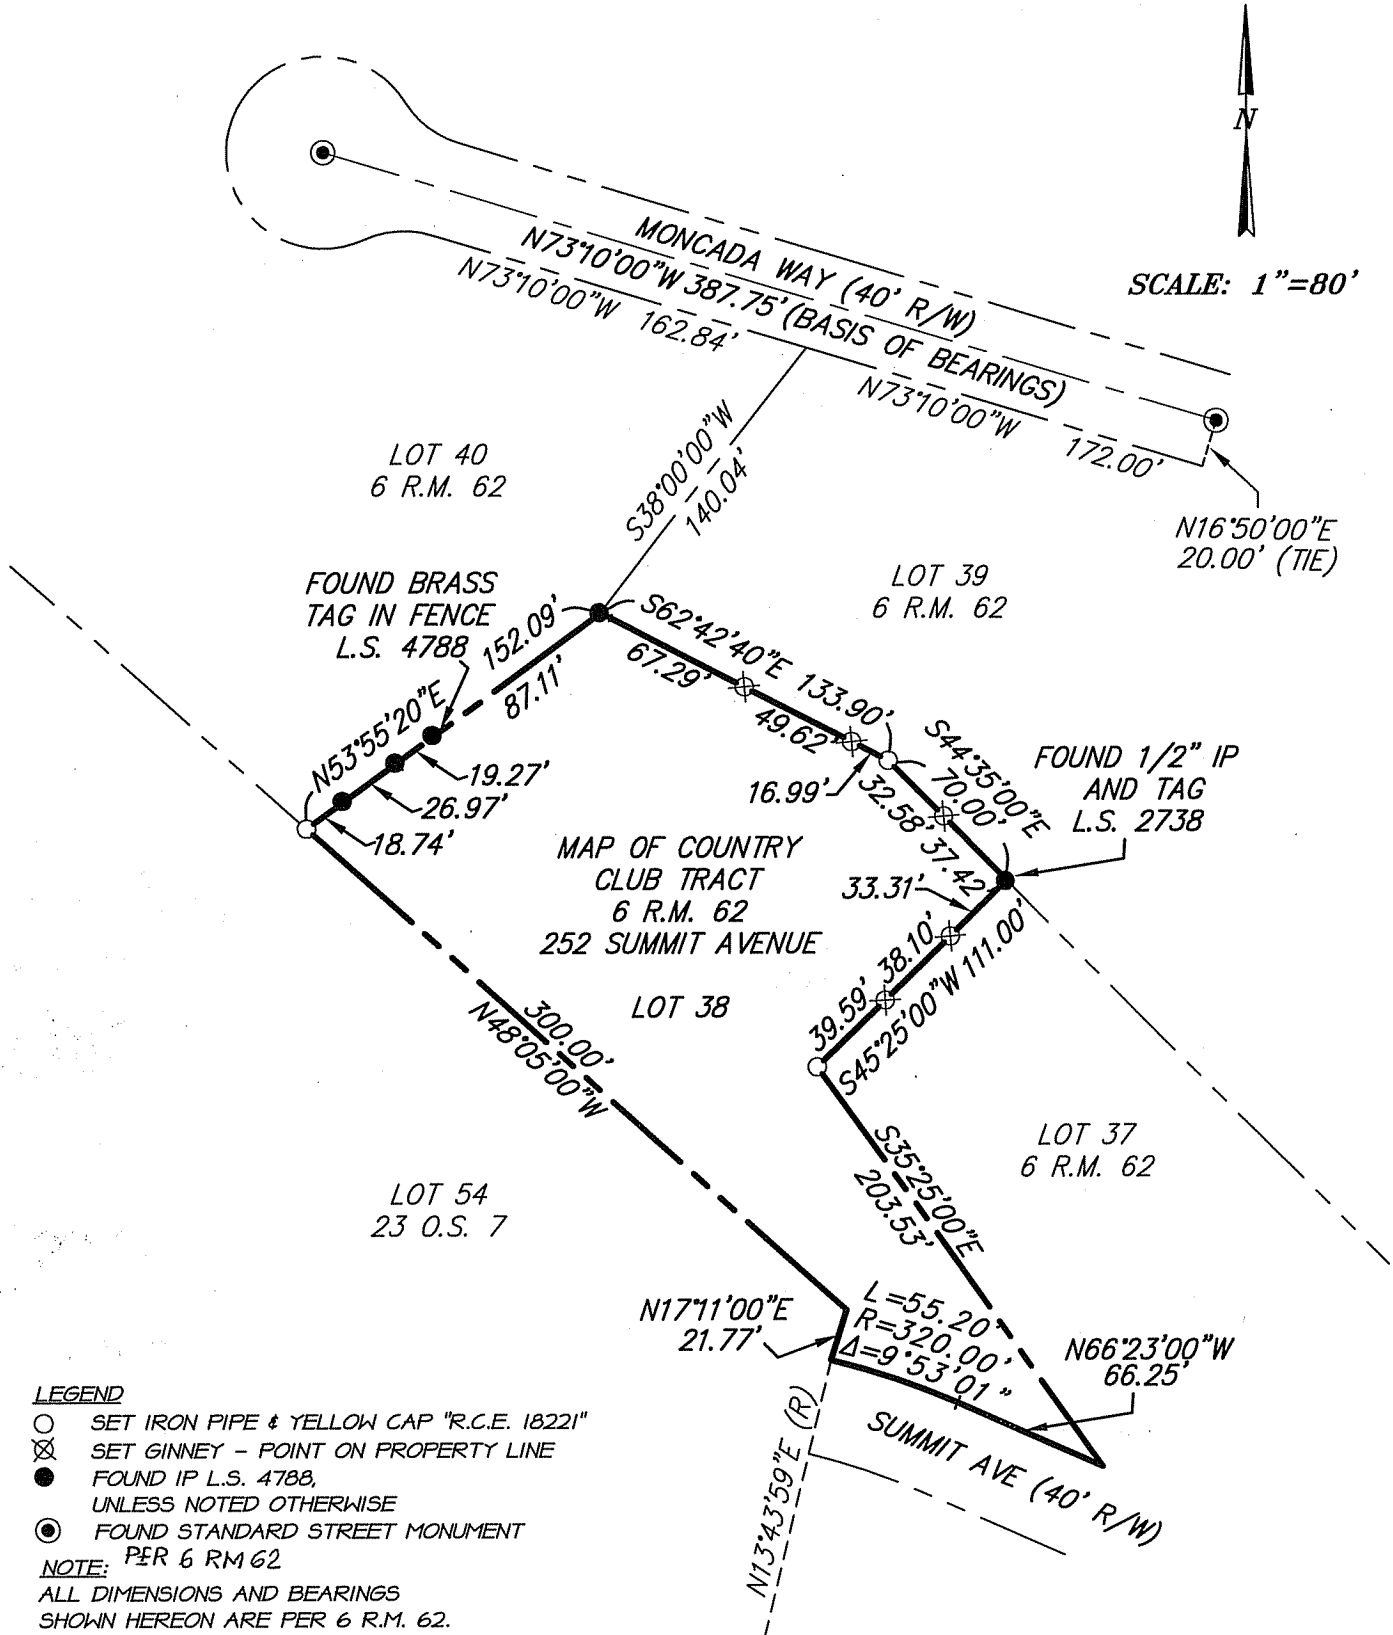 N
SCALE: 1"=80'
MONCADA WAY (40' R/W)
N73°10'00"W 387.75' (BASIS OF BEARINGS)
N73°10'00"W 162.84'
N73°10'00"W 172.00'
S38°00'00"W
140.04'
N16°50'00"E
20.00' (TIE)
LOT 40
6 R.M. 62
LOT 39
6 R.M. 62
FOUND BRASS
TAG IN FENCE
L.S. 4788
152.09'
87.11'
N53°55'20"E
19.27'
26.97'
18.74'
S62°42'40"E 133.90'
67.29'
49.62'
16.99'
S44°35'00"E
70.00'
32.58' 37.42
FOUND 1/2" IP
AND TAG
L.S. 2738
MAP OF COUNTRY
CLUB TRACT
6 R.M. 62
252 SUMMIT AVENUE
LOT 38
33.31'
38.10'
39.59'
S45°25'00"W 111.00'
300.00'
N48°05'00"W
LOT 37
6 R.M. 62
S35°25'00"E
203.53'
LOT 54
23 O.S. 7
N17°11'00"E
21.77'
L=55.20'
R=320.00'
Δ=9°53'01"
N66°23'00"W
66.25'
SUMMIT AVE (40' R/W)
N13°43'59"E (R)
LEGEND
SET IRON PIPE & YELLOW CAP "R.C.E. 18221"
SET GINNEY - POINT ON PROPERTY LINE
FOUND IP L.S. 4788,
UNLESS NOTED OTHERWISE
FOUND STANDARD STREET MONUMENT
PER 6 RM 62
NOTE:
ALL DIMENSIONS AND BEARINGS
SHOWN HEREON ARE PER 6 R.M. 62.